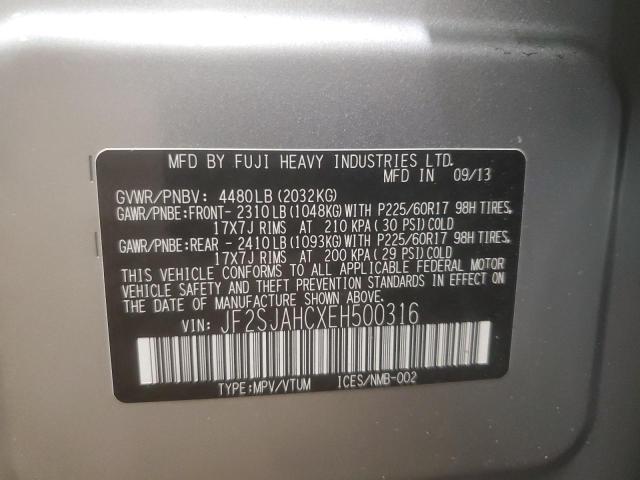 MFD BY FUJI HEAVY INDUSTRIES LTD.
MFD.IN 09/13
GVWR/PNBV: 4480LB(2032KG)
GAWR/PNBE:FRONT-2310LB(1048KG)WITH P225/60R17 98H TIRES,
17X7J RIMS AT 210 KPA(30 PSI)COLD
GAWR/PNBE:REAR -2410LB(1093KG)WITH P225/60R17 98H TIRES,
17X7J RIMS AT 200 KPA(29 PSI)COLD
THIS VEHICLE CONFORMS TO ALL APPLICABLE FEDERAL MOTOR
VEHICLE SAFETY AND THEFT PREVENTION STANDARDS IN EFFECT ON
THE DATE OF MANUFACTURE SHOWN ABOVE.
VIN: JF2SJAHCXEH500316
TYPE:MPV/VTUM ICES/NMB-002